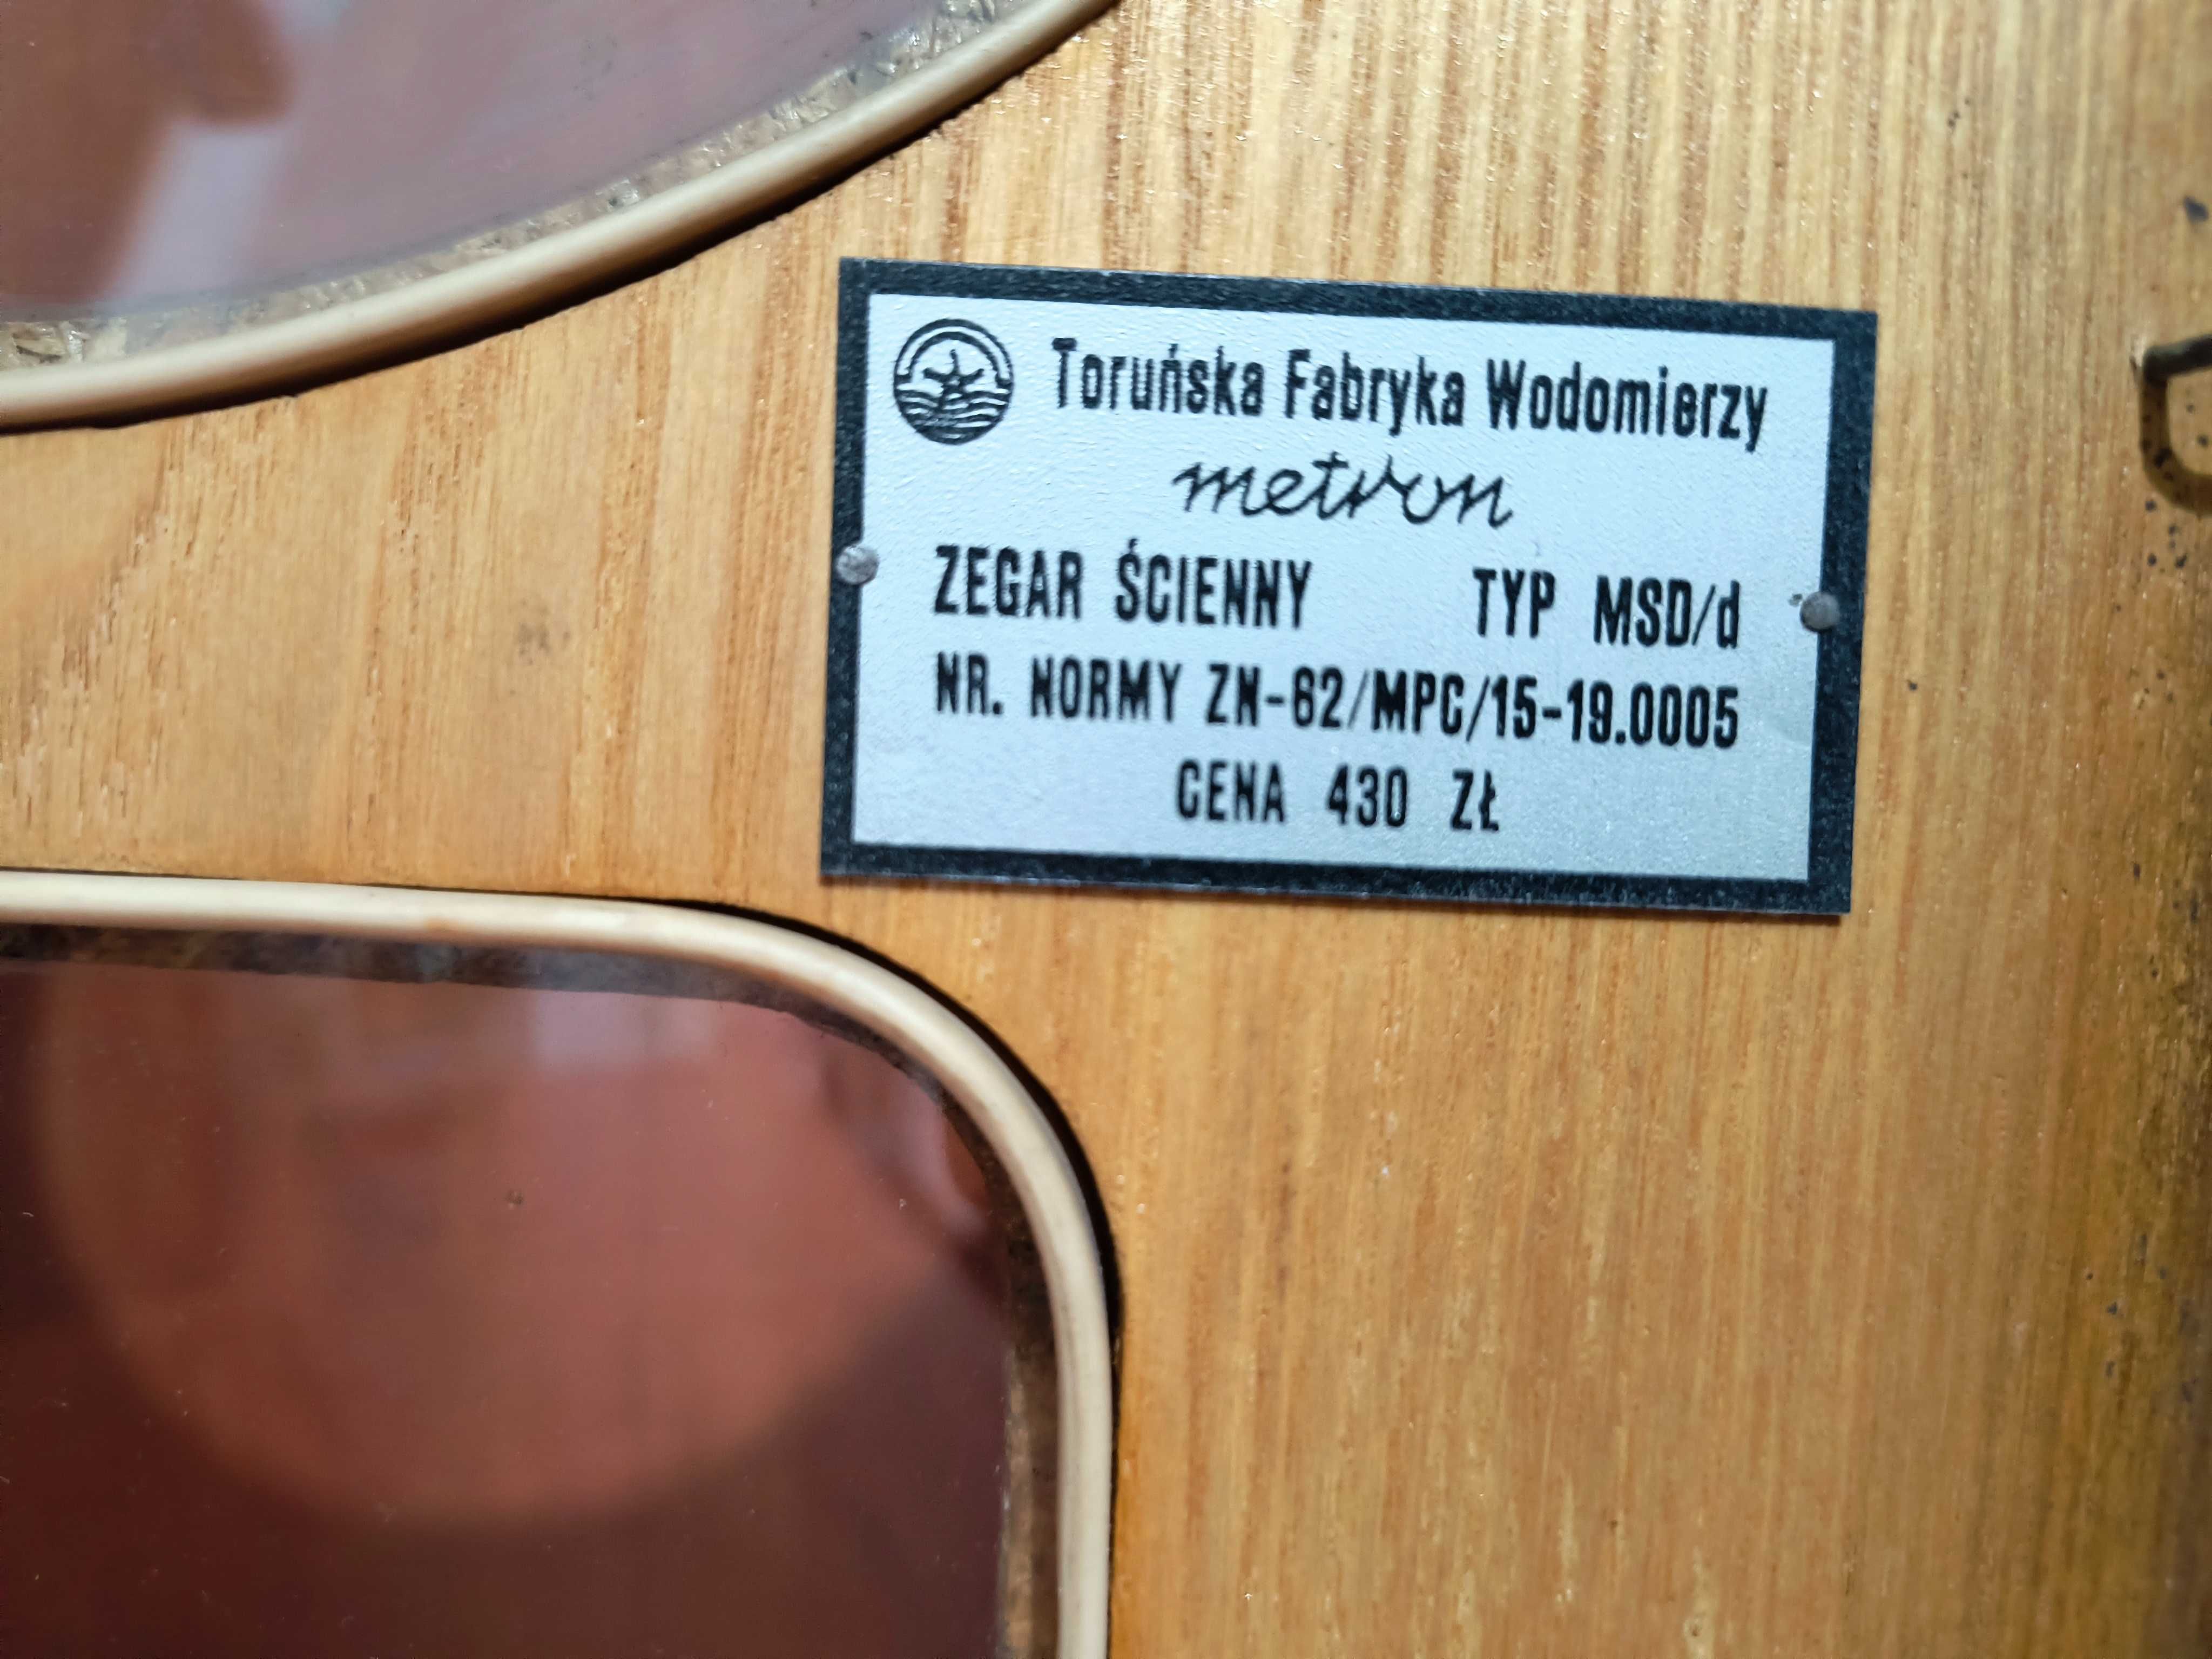 Toruńska Fabryka Wodomierzy
metron
ZEGAR ŚCIENNY TYP MSD/d
NR. NORMY ZN-62/MPC/15-19.0005
CENA 430 ZŁ